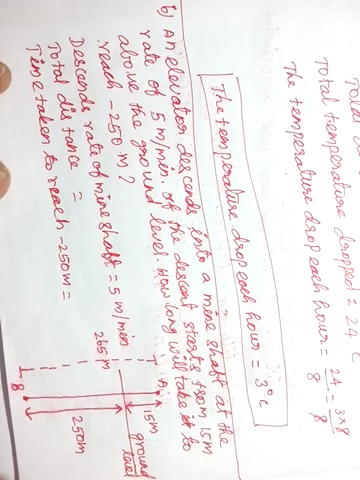 Total temperature dropped = 24 °C
The temperature drop each hour = 24/8 = 3×8/8
The temperature drop each hour = 3°C
b) An elevator descends into a mine shaft at the
rate of 5 m/min. If the descent starts from 15m
above the ground level. How long will take it to
reach -250 m?
Descends rate of mine shaft = 5 m/min
Total distance =
Time taken to reach -250m =
265m
A
15m
ground
level
250m
B